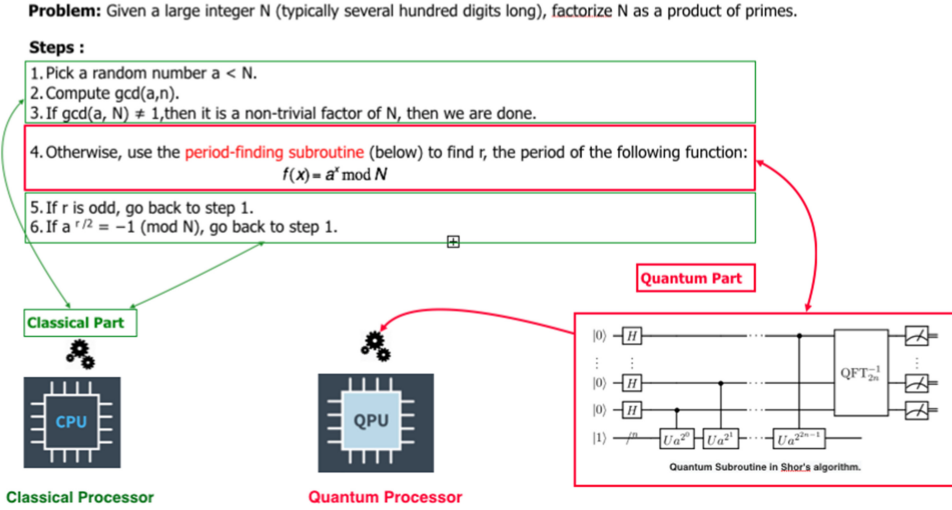 Problem: Given a large integer N (typically several hundred digits long), factorize N as a product of primes.
Steps :
1. Pick a random number a < N.
2. Compute gcd(a,n).
3. If gcd(a, N) ≠ 1,then it is a non-trivial factor of N, then we are done.
4. Otherwise, use the period-finding subroutine (below) to find r, the period of the following function:
f(x) = aˣ mod N
5. If r is odd, go back to step 1.
6. If a ʳ/² = −1 (mod N), go back to step 1.
Quantum Part
Classical Part
|0⟩ H
⋮ ⋮ ⋮
|0⟩ H
QFT₂ₙ⁻¹
|0⟩ H
|1⟩ /n Ua^{2^0} Ua^{2^1} ... Ua^{2^{2n−1}}
Quantum Subroutine in Shor's algorithm.
CPU
QPU
Classical Processor
Quantum Processor